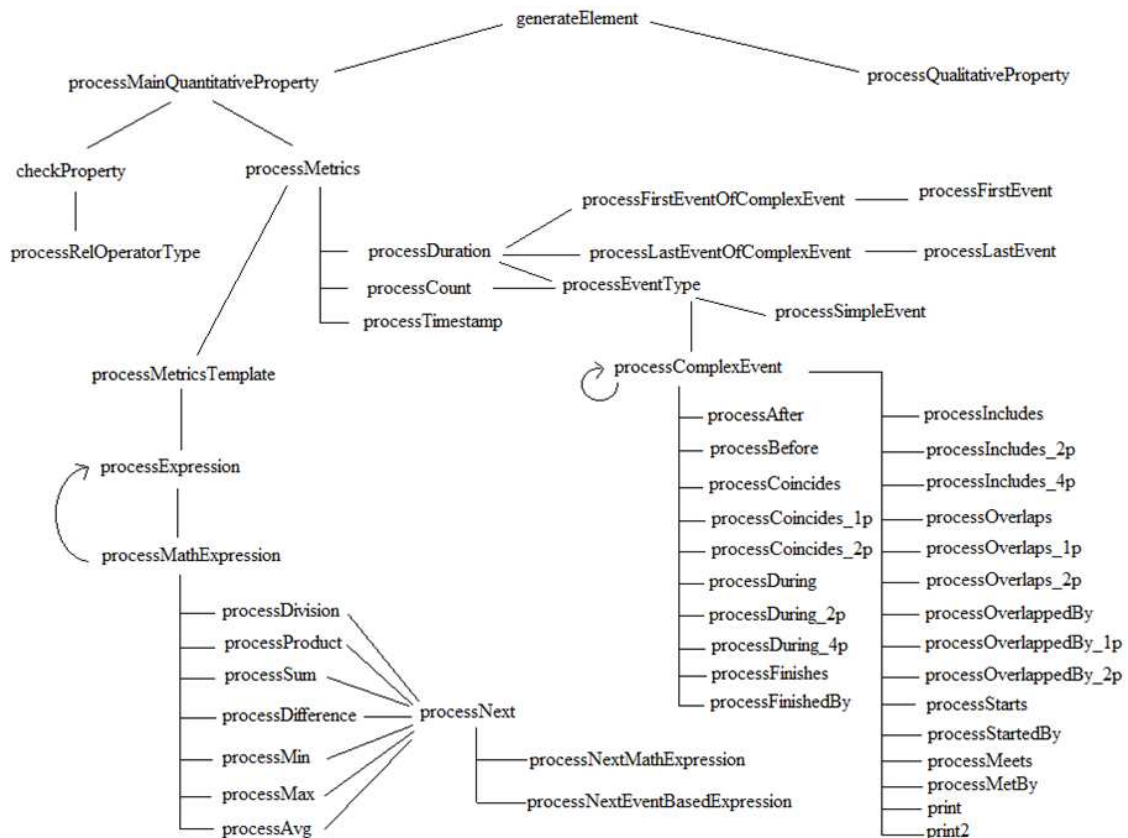 generateElement
processMainQuantitativeProperty
processQualitativeProperty
checkProperty
processMetrics
processRelOperatorType
processFirstEventOfComplexEvent
processFirstEvent
processDuration
processLastEventOfComplexEvent
processLastEvent
processCount
processEventType
processTimestamp
processSimpleEvent
processMetricsTemplate
processComplexEvent
processExpression
processMathExpression
processDivision
processProduct
processSum
processDifference
processMin
processMax
processAvg
processNext
processNextMathExpression
processNextEventBasedExpression
processAfter
processBefore
processCoincides
processCoincides_1p
processCoincides_2p
processDuring
processDuring_2p
processDuring_4p
processFinishes
processFinishedBy
processIncludes
processIncludes_2p
processIncludes_4p
processOverlaps
processOverlaps_1p
processOverlaps_2p
processOverlappedBy
processOverlappedBy_1p
processOverlappedBy_2p
processStarts
processStartedBy
processMeets
processMetBy
print
print2